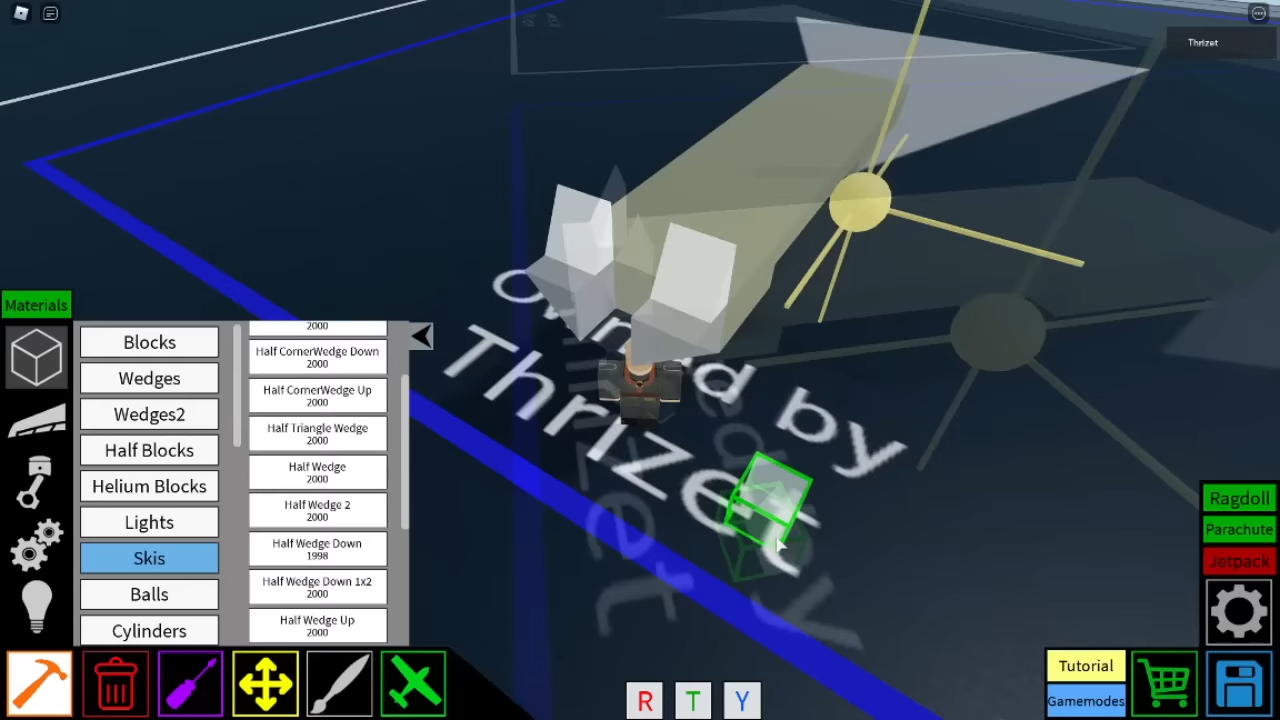 Thrizet
Owned by
Thrizet
Materials
Blocks
Wedges
Wedges2
Half Blocks
Helium Blocks
Lights
Skis
Balls
Cylinders
2000
Half CornerWedge Down
2000
Half CornerWedge Up
2000
Half Triangle Wedge
2000
Half Wedge
2000
Half Wedge 2
2000
Half Wedge Down
1998
Half Wedge Down 1x2
2000
Half Wedge Up
2000
Ragdoll
Parachute
Jetpack
Tutorial
Gamemodes
R T Y